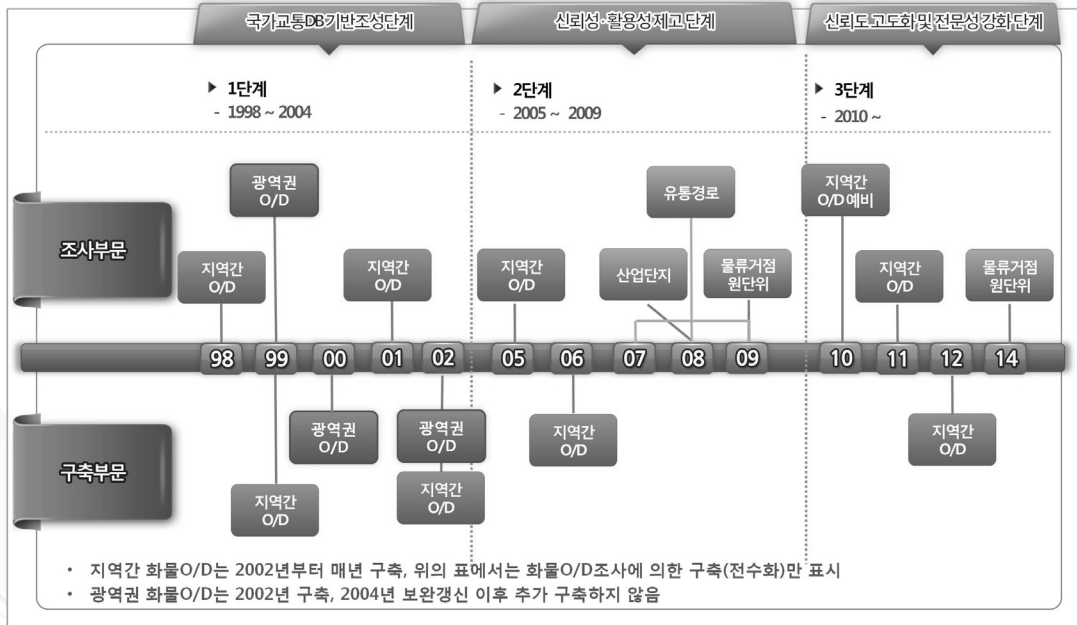 국가교통DB기반조성단계
신뢰성·활용성 제고 단계
신뢰도 고도화 및 전문성 강화 단계
▶ 1단계
- 1998 ~ 2004
▶ 2단계
- 2005 ~ 2009
▶ 3단계
- 2010 ~
조사부문
지역간
O/D
광역권
O/D
지역간
O/D
지역간
O/D
산업단지
유통경로
물류거점
원단위
지역간
O/D예비
지역간
O/D
물류거점
원단위
98 99 00 01 02 05 06 07 08 09 10 11 12 14
구축부문
지역간
O/D
광역권
O/D
광역권
O/D
지역간
O/D
지역간
O/D
지역간
O/D
• 지역간 화물O/D는 2002년부터 매년 구축, 위의 표에서는 화물O/D조사에 의한 구축(전수화)만 표시
• 광역권 화물O/D는 2002년 구축, 2004년 보완갱신 이후 추가 구축하지 않음